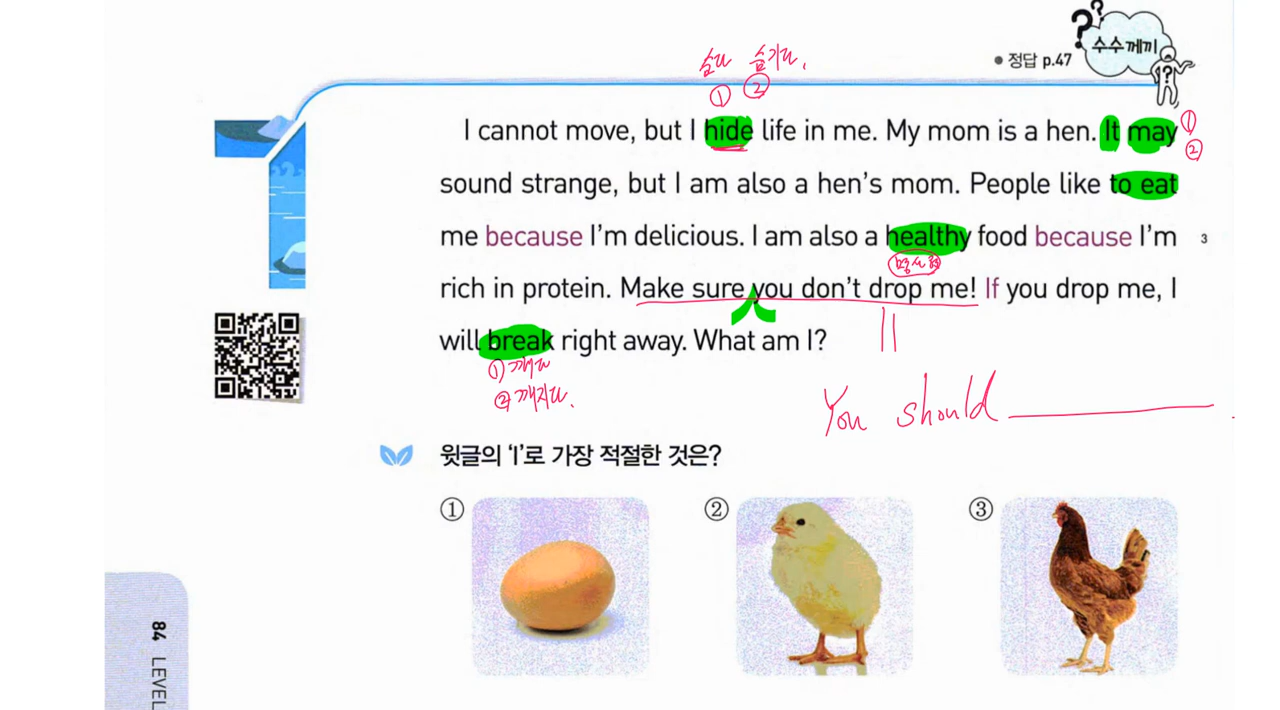 수수께끼
● 정답 p.47
숨다 숨기다.
① ②
I cannot move, but I hide life in me. My mom is a hen. It may
①
②
sound strange, but I am also a hen's mom. People like to eat
me because I'm delicious. I am also a healthy food because I'm
3
rich in protein. Make sure you don't drop me! If you drop me, I
will break right away. What am I?
① 깨다
② 깨지다.
You should
윗글의 'I'로 가장 적절한 것은?
① ② ③
84 LEVEL